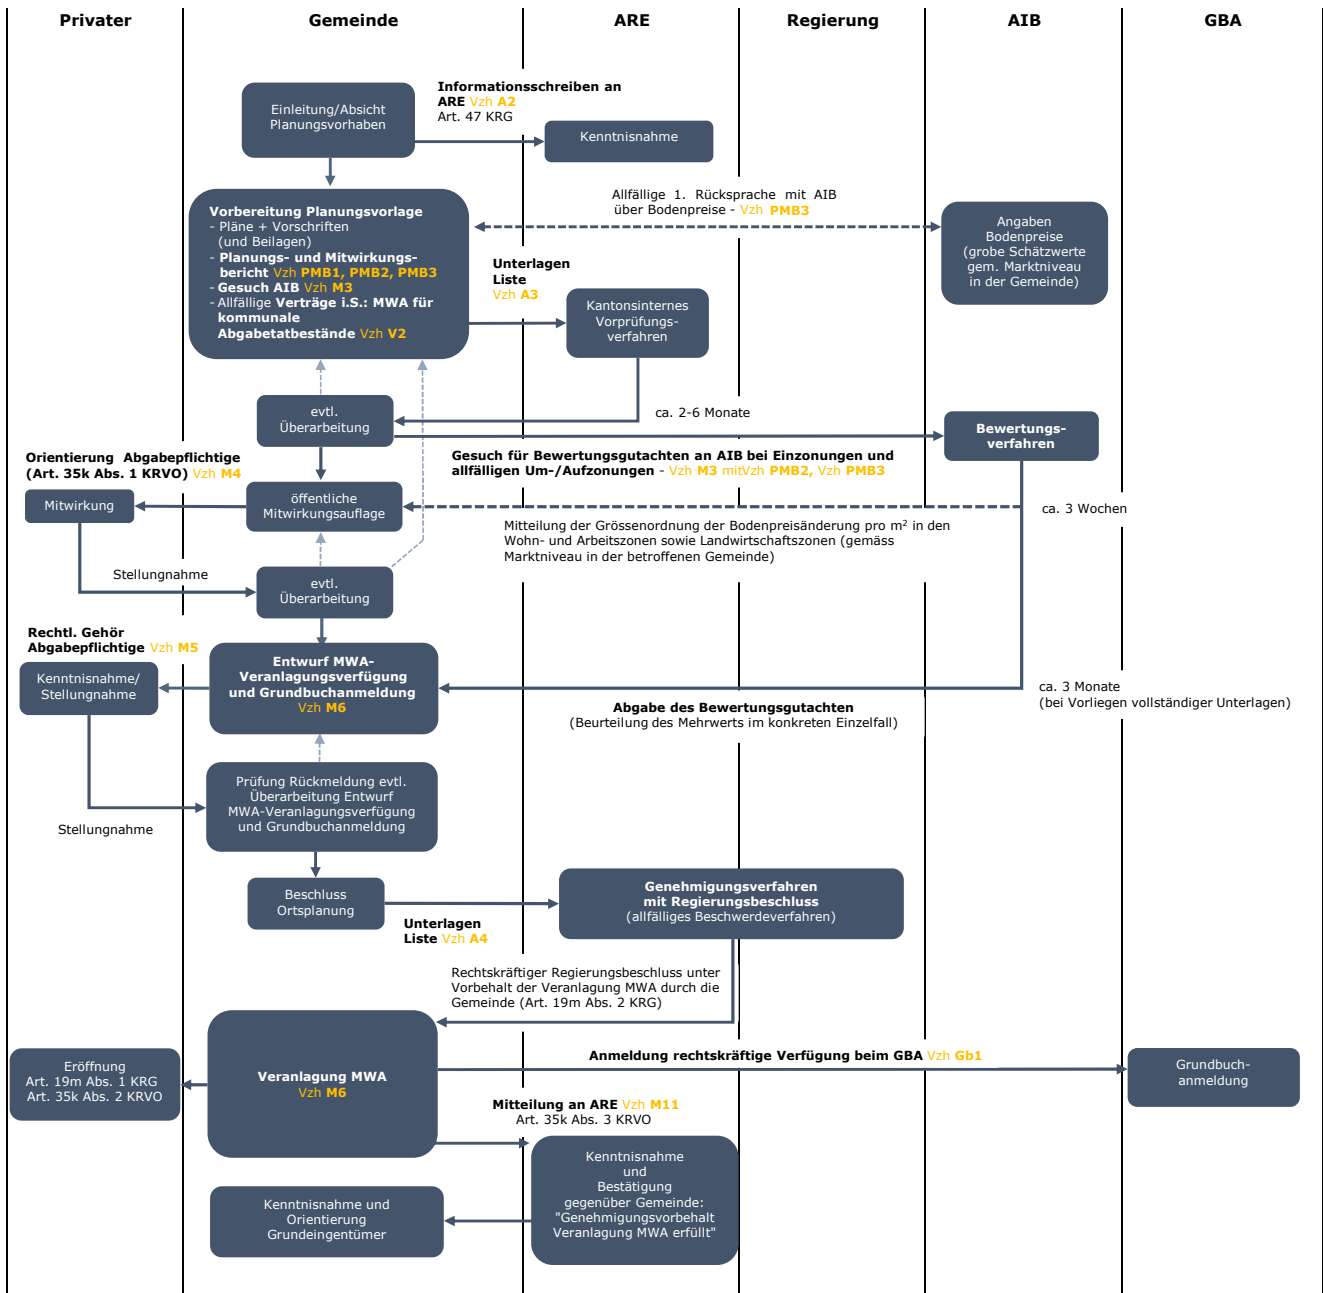 Privater
Gemeinde
ARE
Regierung
AIB
GBA
Informationsschreiben an
ARE Vzh A2
Art. 47 KRG
Einleitung/Absicht
Planungsvorhaben
Kenntnisnahme
Allfällige 1. Rücksprache mit AIB
über Bodenpreise - Vzh PMB3
Vorbereitung Planungsvorlage
- Pläne + Vorschriften
(und Beilagen)
- Planungs- und Mitwirkungs-
bericht Vzh PMB1, PMB2, PMB3
- Gesuch AIB Vzh M3
- Allfällige Verträge i.S.: MWA für
kommunale
Abgabetatbestände Vzh V2
Angaben
Bodenpreise
(grobe Schätzwerte
gem. Marktniveau
in der Gemeinde)
Unterlagen
Liste
Vzh A3
Kantonsinternes
Vorprüfungs-
verfahren
evtl.
Überarbeitung
ca. 2-6 Monate
Bewertungs-
verfahren
Orientierung Abgabepflichtige
(Art. 35k Abs. 1 KRVO) Vzh M4
Gesuch für Bewertungsgutachten an AIB bei Einzonungen und
allfälligen Um-/Aufzonungen - Vzh M3 mitVzh PMB2, Vzh PMB3
Mitwirkung
öffentliche
Mitwirkungsauflage
ca. 3 Wochen
Mitteilung der Grössenordnung der Bodenpreisänderung pro m² in den
Wohn- und Arbeitszonen sowie Landwirtschaftszonen (gemäss
Marktniveau in der betroffenen Gemeinde)
Stellungnahme
evtl.
Überarbeitung
Rechtl. Gehör
Abgabepflichtige Vzh M5
Kenntnisnahme/
Stellungnahme
Entwurf MWA-
Veranlagungsverfügung
und Grundbuchanmeldung
Vzh M6
ca. 3 Monate
(bei Vorliegen vollständiger Unterlagen)
Abgabe des Bewertungsgutachten
(Beurteilung des Mehrwerts im konkreten Einzelfall)
Prüfung Rückmeldung evtl.
Überarbeitung Entwurf
MWA-Veranlagungsverfügung
und Grundbuchanmeldung
Stellungnahme
Beschluss
Ortsplanung
Genehmigungsverfahren
mit Regierungsbeschluss
(allfälliges Beschwerdeverfahren)
Unterlagen
Liste Vzh A4
Rechtskräftiger Regierungsbeschluss unter
Vorbehalt der Veranlagung MWA durch die
Gemeinde (Art. 19m Abs. 2 KRG)
Eröffnung
Art. 19m Abs. 1 KRG
Art. 35k Abs. 2 KRVO
Veranlagung MWA
Vzh M6
Anmeldung rechtskräftige Verfügung beim GBA Vzh Gb1
Grundbuch-
anmeldung
Mitteilung an ARE Vzh M11
Art. 35k Abs. 3 KRVO
Kenntnisnahme
und
Bestätigung
gegenüber Gemeinde:
"Genehmigungsvorbehalt
Veranlagung MWA erfüllt"
Kenntnisnahme und
Orientierung
Grundeingentümer